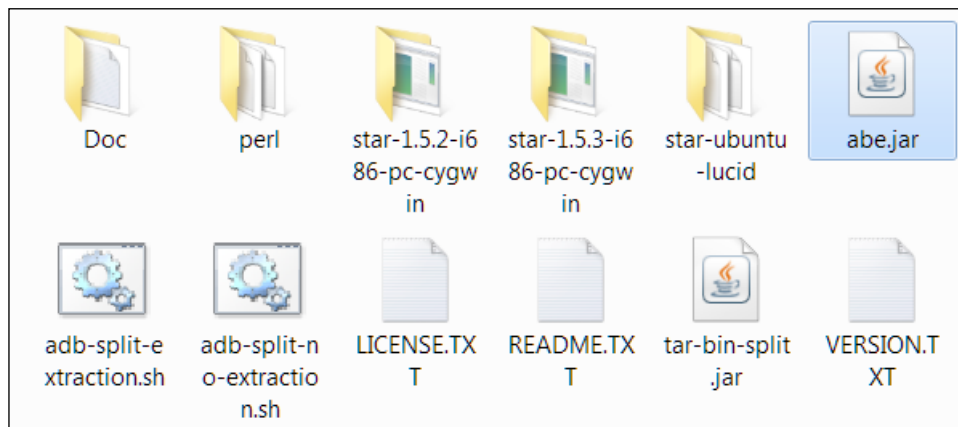 Doc perl star-1.5.2-i6 star-1.5.3-i6 star-ubuntu abe.jar
86-pc-cygw 86-pc-cygw -lucid
in in
adb-split-e adb-split-n LICENSE.TX README.TX tar-bin-split VERSION.T
xtraction.sh o-extractio T T .jar XT
n.sh